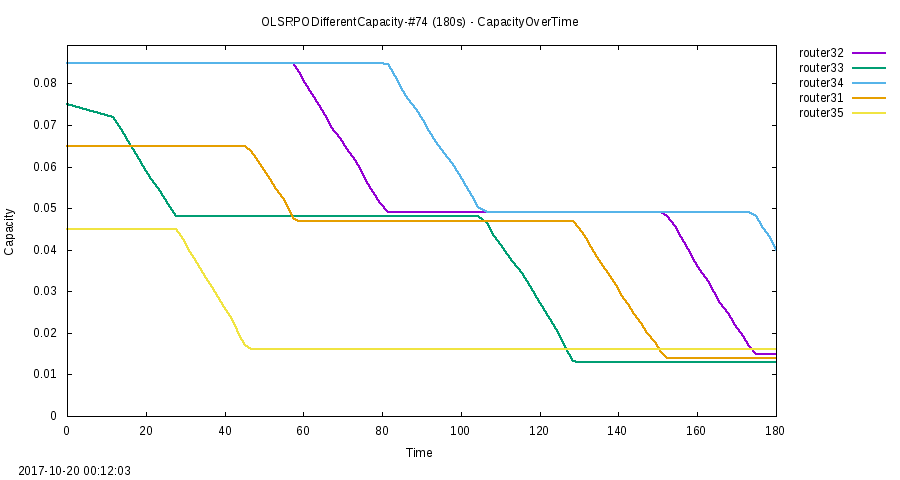 OLSRPODifferentCapacity-#74 (180s) - CapacityOverTime
router32
router33
router34
router31
router35
Capacity
0.08
0.07
0.06
0.05
0.04
0.03
0.02
0.01
0
0 20 40 60 80 100 120 140 160 180
Time
2017-10-20 00:12:03